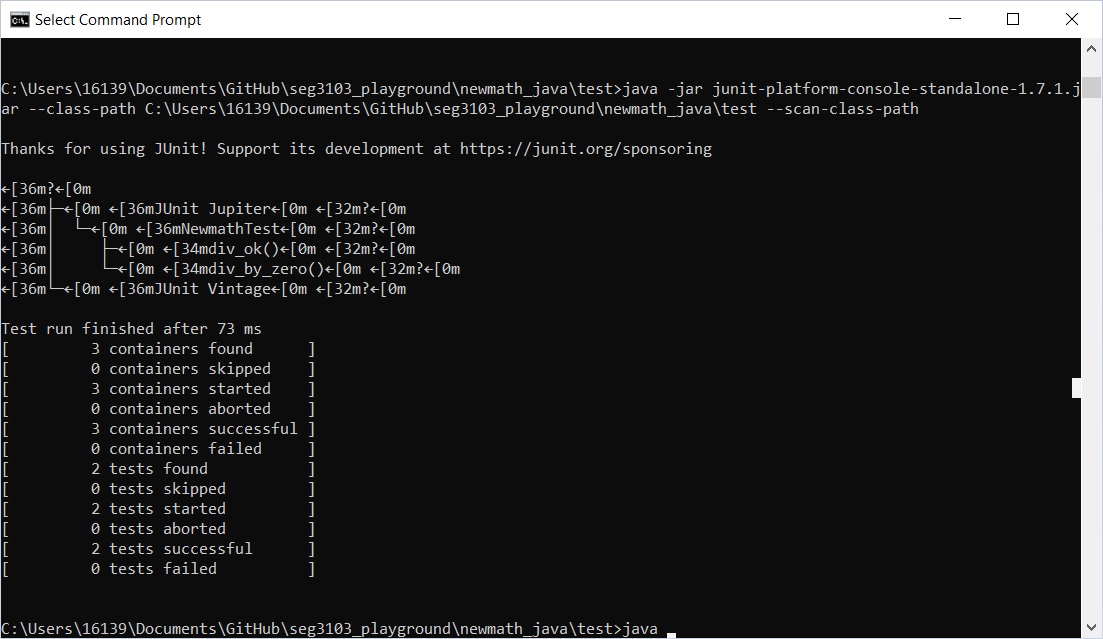 Select Command Prompt
C:\Users\16139\Documents\GitHub\seg3103_playground\newmath_java\test>java -jar junit-platform-console-standalone-1.7.1.j
ar --class-path C:\Users\16139\Documents\GitHub\seg3103_playground\newmath_java\test --scan-class-path
Thanks for using JUnit! Support its development at https://junit.org/sponsoring
←[36m?←[0m
←[36m├─←[0m ←[36mJUnit Jupiter←[0m ←[32m?←[0m
←[36m│  └─←[0m ←[36mNewmathTest←[0m ←[32m?←[0m
←[36m│     ├─←[0m ←[34mdiv_ok()←[0m ←[32m?←[0m
←[36m│     └─←[0m ←[34mdiv_by_zero()←[0m ←[32m?←[0m
←[36m└─←[0m ←[36mJUnit Vintage←[0m ←[32m?←[0m
Test run finished after 73 ms
[         3 containers found      ]
[         0 containers skipped    ]
[         3 containers started    ]
[         0 containers aborted    ]
[         3 containers successful ]
[         0 containers failed     ]
[         2 tests found           ]
[         0 tests skipped         ]
[         2 tests started         ]
[         0 tests aborted         ]
[         2 tests successful      ]
[         0 tests failed          ]
C:\Users\16139\Documents\GitHub\seg3103_playground\newmath_java\test>java